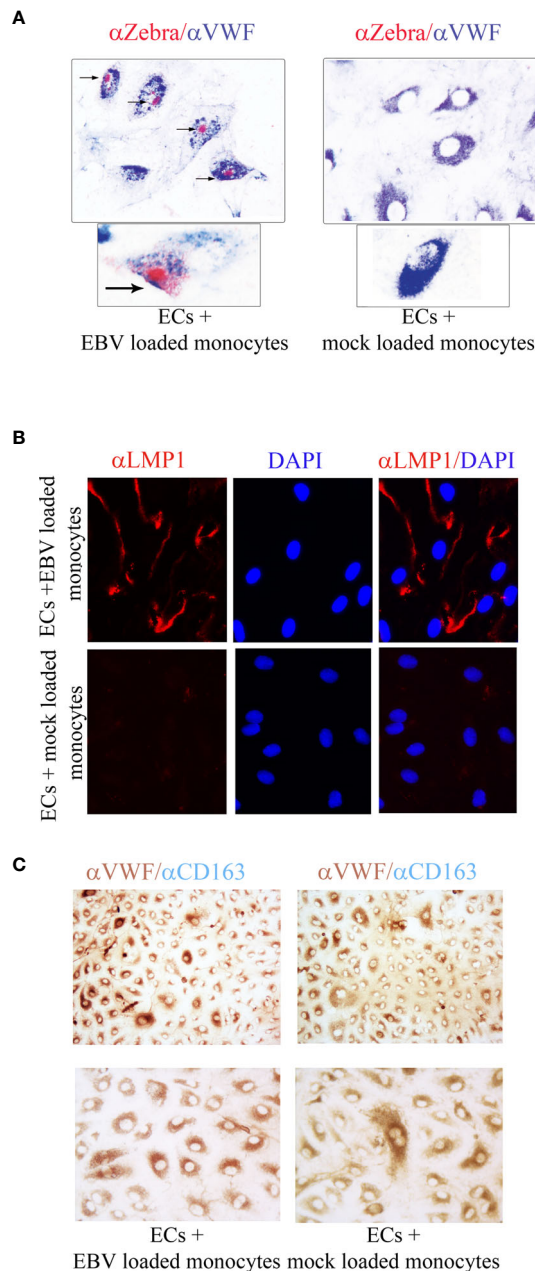 A
αZebra/αVWF
αZebra/αVWF
ECs +
EBV loaded monocytes
ECs +
mock loaded monocytes
B
αLMP1
DAPI
αLMP1/DAPI
ECs +EBV loaded
monocytes
ECs + mock loaded
monocytes
C
αVWF/αCD163
αVWF/αCD163
ECs +
EBV loaded monocytes
ECs +
mock loaded monocytes